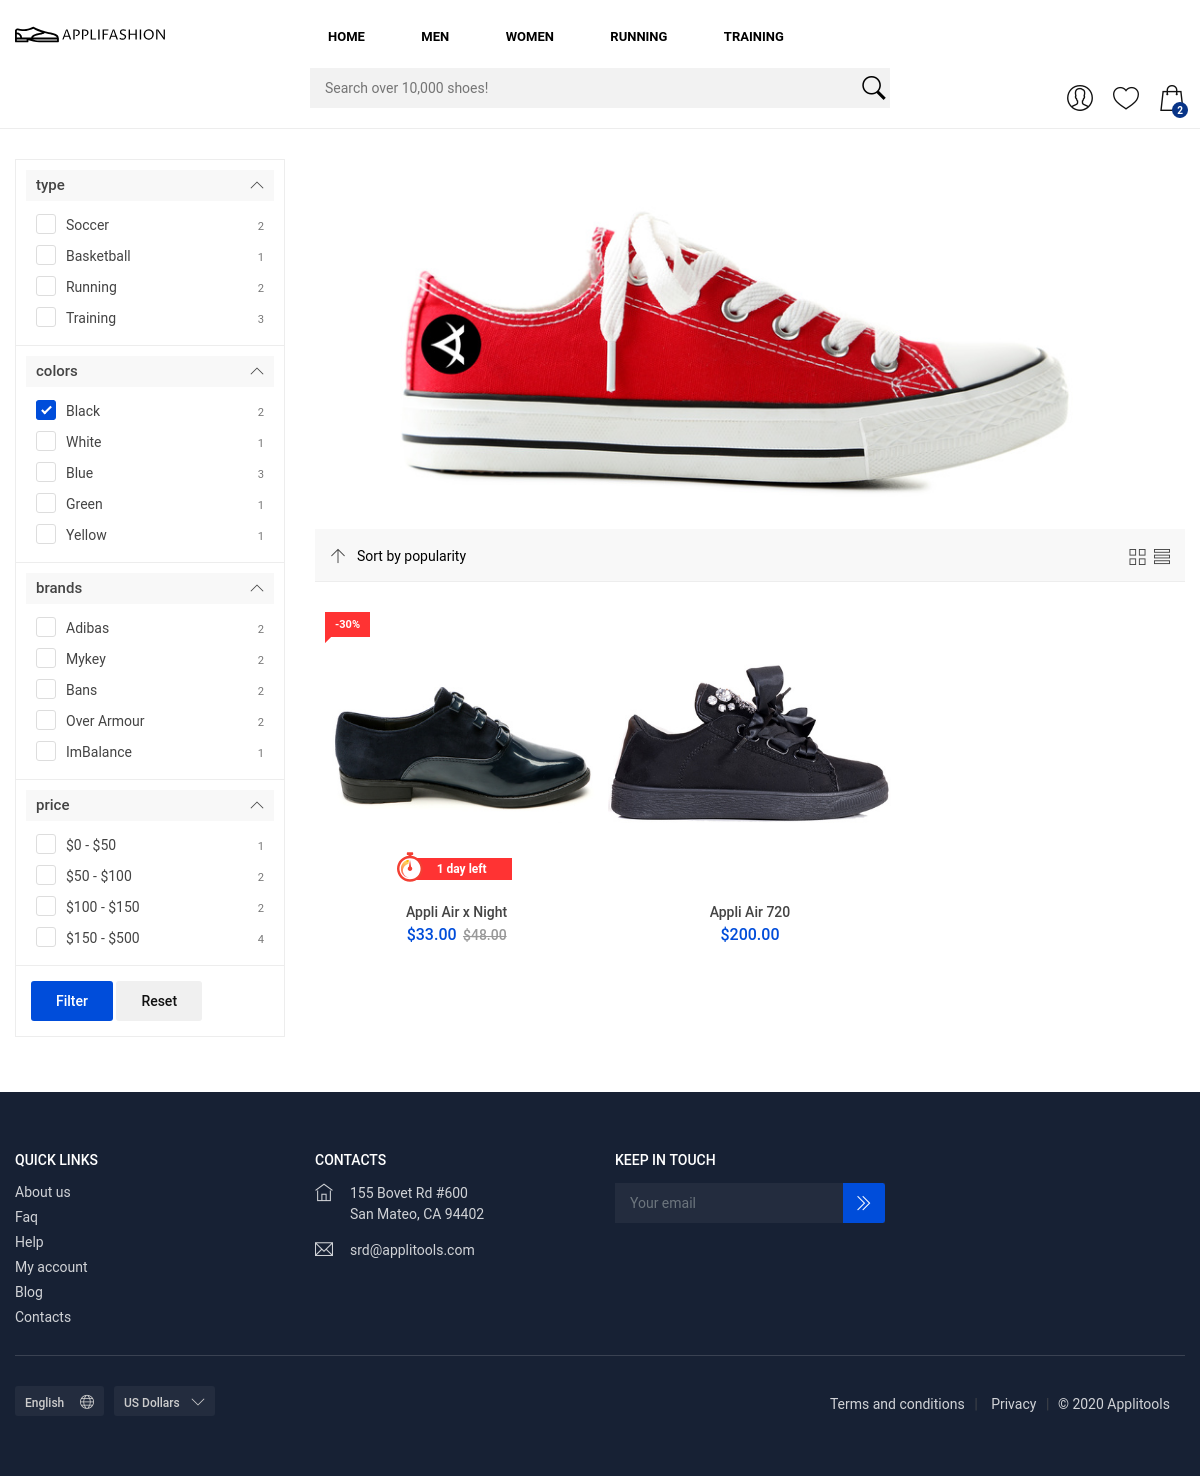 APPLIFASHION
HOME MEN WOMEN RUNNING TRAINING
Search over 10,000 shoes!
2
type
Soccer 2
Basketball 1
Running 2
Training 3
colors
Black 2
White 1
Blue 3
Green 1
Yellow 1
brands
Adibas 2
Mykey 2
Bans 2
Over Armour 2
ImBalance 1
price
$0 - $50 1
$50 - $100 2
$100 - $150 2
$150 - $500 4
Filter Reset
Sort by popularity
-30%
1 day left
Appli Air x Night
$33.00 $48.00
Appli Air 720
$200.00
QUICK LINKS
About us
Faq
Help
My account
Blog
Contacts
CONTACTS
155 Bovet Rd #600
San Mateo, CA 94402
srd@applitools.com
KEEP IN TOUCH
Your email
English US Dollars
Terms and conditions Privacy © 2020 Applitools